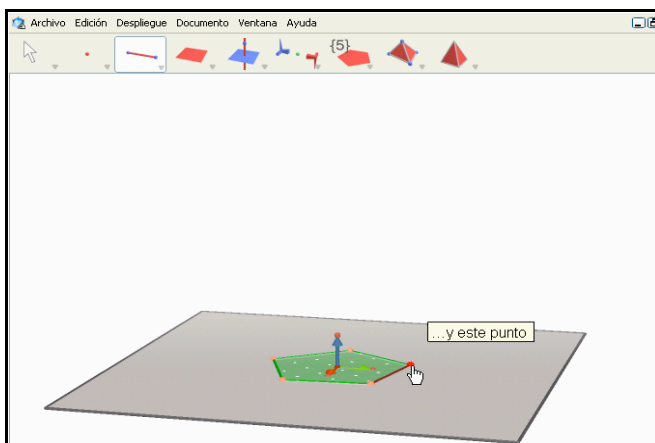 Archivo Edición Despliegue Documento Ventana Ayuda
{5}
...y este punto